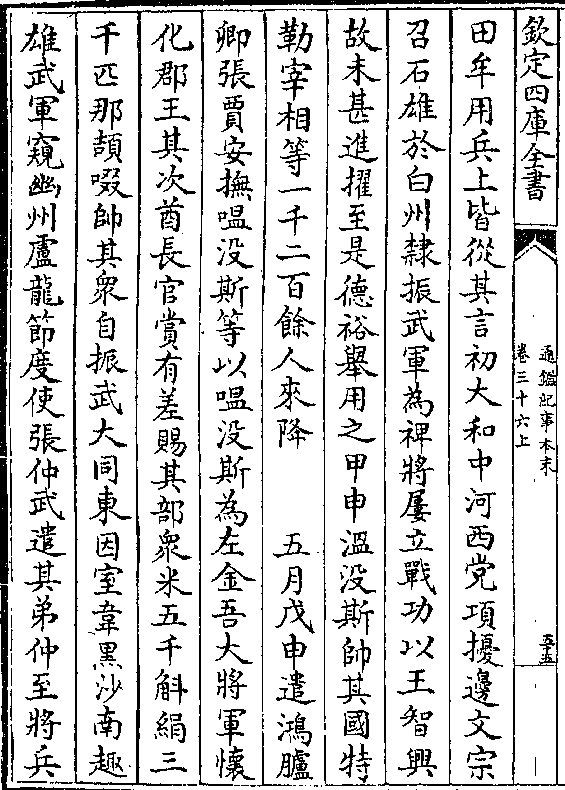 欽定四庫全書
通鑑紀事本末
卷三十六上
五十五
田牟用兵上皆從其言初大和中河西党項擾邊文宗
召石雄於白州隸振武軍為裨將屢立戰功以王智興
故未甚進擢至是德裕舉用之甲申溫没斯帥其國特
勒宰相等一千二百餘人來降　　五月戊申遣鴻臚
卿張賈安撫嗢没斯等以嗢没斯為左金吾大將軍懷
化郡王其次酋長官賞有差賜其部衆米五千斛絹三
千匹那頡啜帥其衆自振武大同東因室韋黑沙南趣
雄武軍窺幽州盧龍節度使張仲武遣其弟仲至將兵